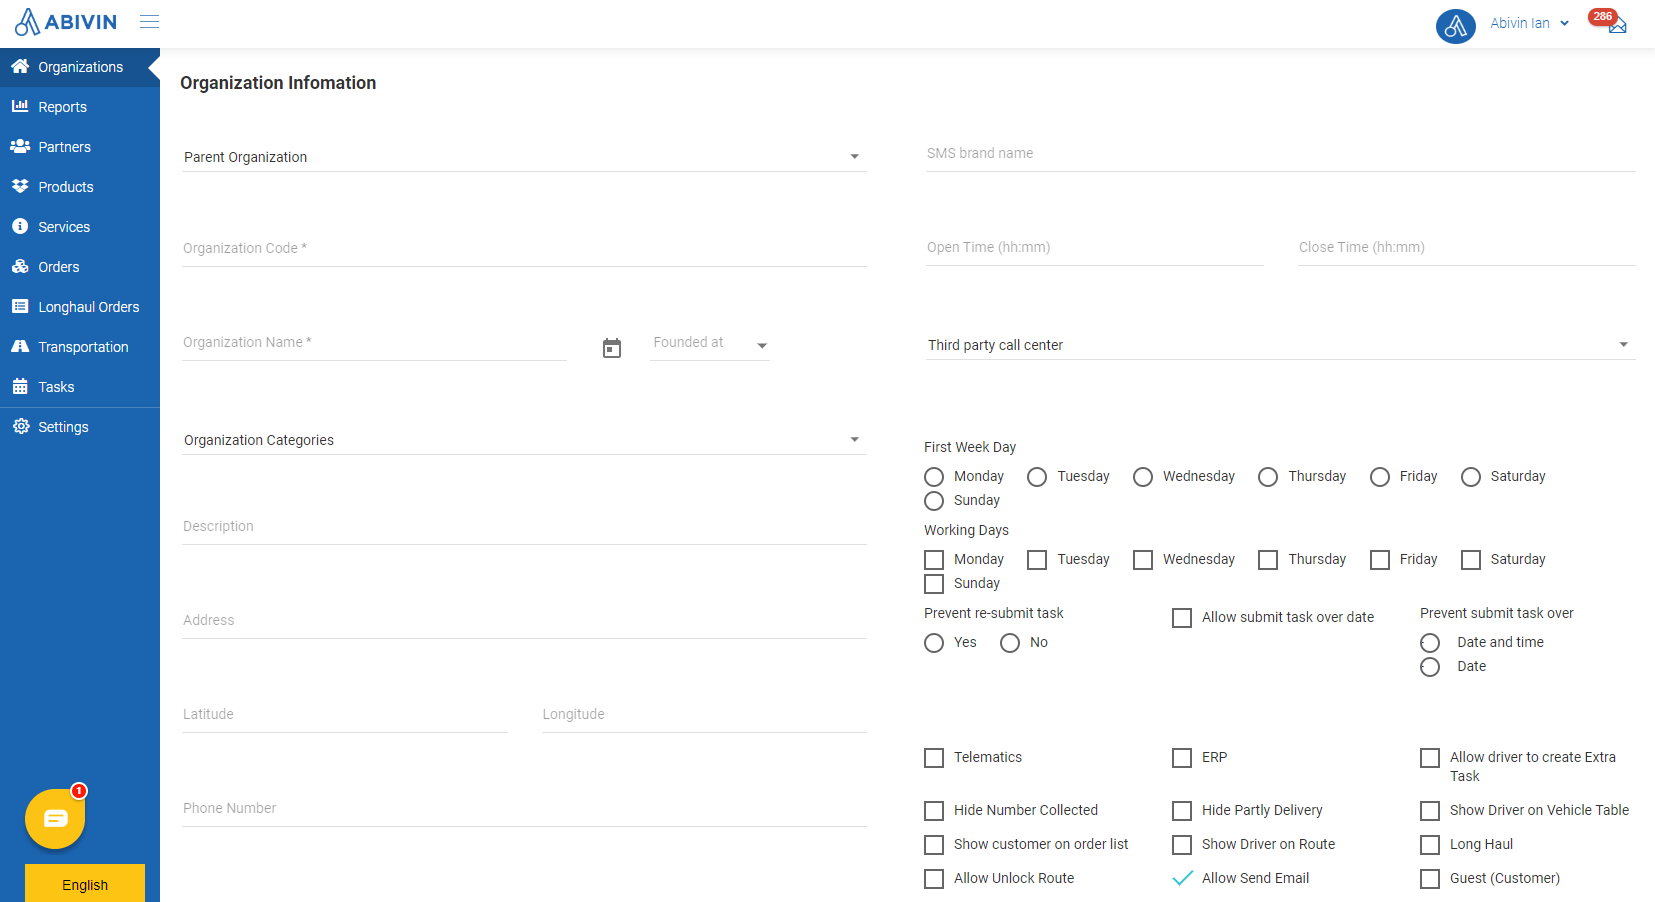 ABIVIN
Abivin Ian
286
Organizations
Reports
Partners
Products
Services
Orders
Longhaul Orders
Transportation
Tasks
Settings
1
English
Organization Infomation
Parent Organization
Organization Code *
Organization Name *
Founded at
Organization Categories
Description
Address
Latitude
Longitude
Phone Number
SMS brand name
Open Time (hh:mm)
Close Time (hh:mm)
Third party call center
First Week Day
Monday Tuesday Wednesday Thursday Friday Saturday
Sunday
Working Days
Monday Tuesday Wednesday Thursday Friday Saturday
Sunday
Prevent re-submit task
Yes No
Allow submit task over date
Prevent submit task over
Date and time
Date
Telematics
ERP
Allow driver to create Extra
Task
Hide Number Collected
Hide Partly Delivery
Show Driver on Vehicle Table
Show customer on order list
Show Driver on Route
Long Haul
Allow Unlock Route
Allow Send Email
Guest (Customer)